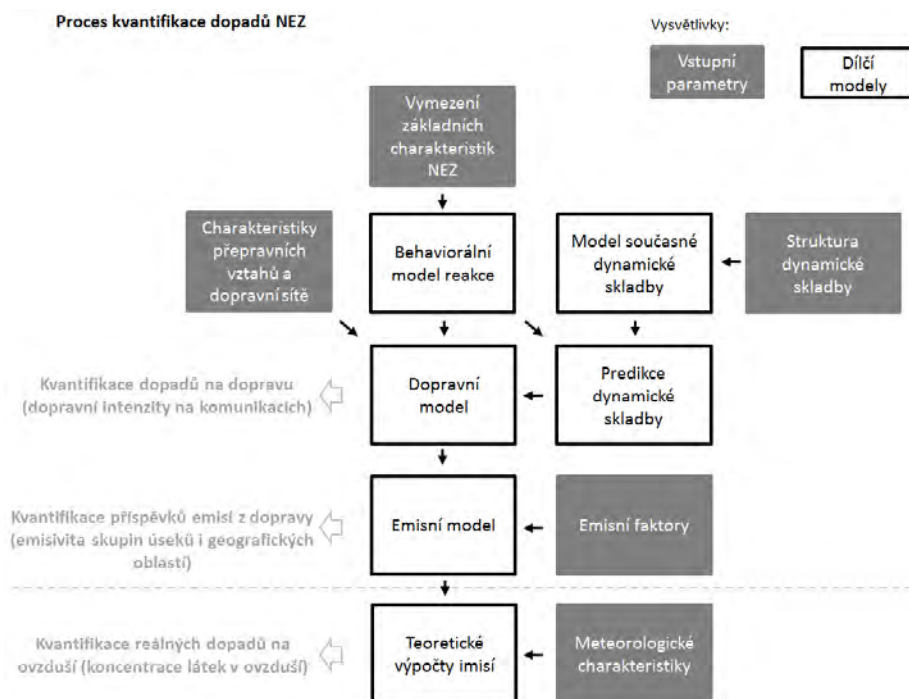 Proces kvantifikace dopadů NEZ
Vysvětlivky:
Vstupní
parametry
Dílčí
modely
Vymezení
základních
charakteristik
NEZ
Charakteristiky
přepravních
vztahů a
dopravní sítě
Behaviorální
model reakce
Model současné
dynamické
skladby
Struktura
dynamické
skladby
Kvantifikace dopadů na dopravu
(dopravní intenzity na komunikacích)
Dopravní
model
Predikce
dynamické
skladby
Kvantifikace příspěvků emisí z dopravy
(emisivita skupin úseků i geografických
oblastí)
Emisní model
Emisní faktory
Kvantifikace reálných dopadů na
ovzduší (koncentrace látek v ovzduší)
Teoretické
výpočty imisí
Meteorologické
charakteristiky